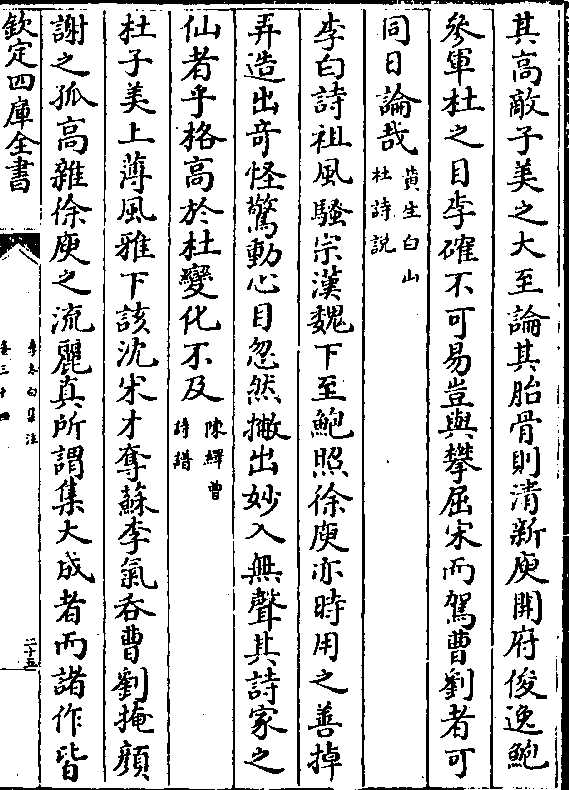 其高敵子美之大至論其胎骨則清新庾開府俊逸鮑
參軍杜之目李確不可易豈與攀屈宋而駕曹劉者可
同日論哉黃生白山杜詩說
李白詩祖風騷宗漢魏下至鮑照徐庾亦時用之善掉
弄造出奇怪驚動心目忽然撇出妙入無聲其詩家之
仙者乎格高於杜變化不及陳繹曾詩譜
杜子美上薄風雅下該沈宋才奪蘇李氣吞曹劉掩顔
謝之孤高雜徐庾之流麗真所謂集大成者而諸作皆
欽定四庫全書
李太白集注
卷三十四
二十五